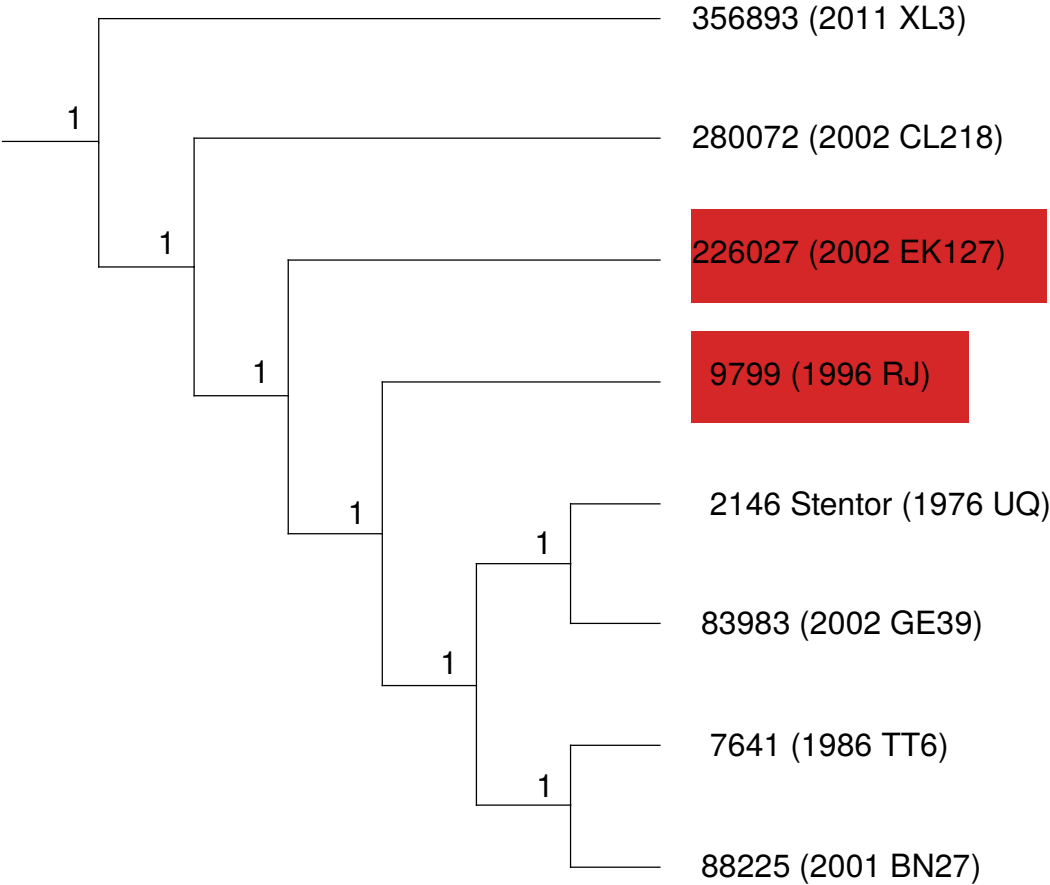 356893 (2011 XL3)
1
280072 (2002 CL218)
1
226027 (2002 EK127)
1
9799 (1996 RJ)
1
2146 Stentor (1976 UQ)
1
83983 (2002 GE39)
1
7641 (1986 TT6)
1
88225 (2001 BN27)